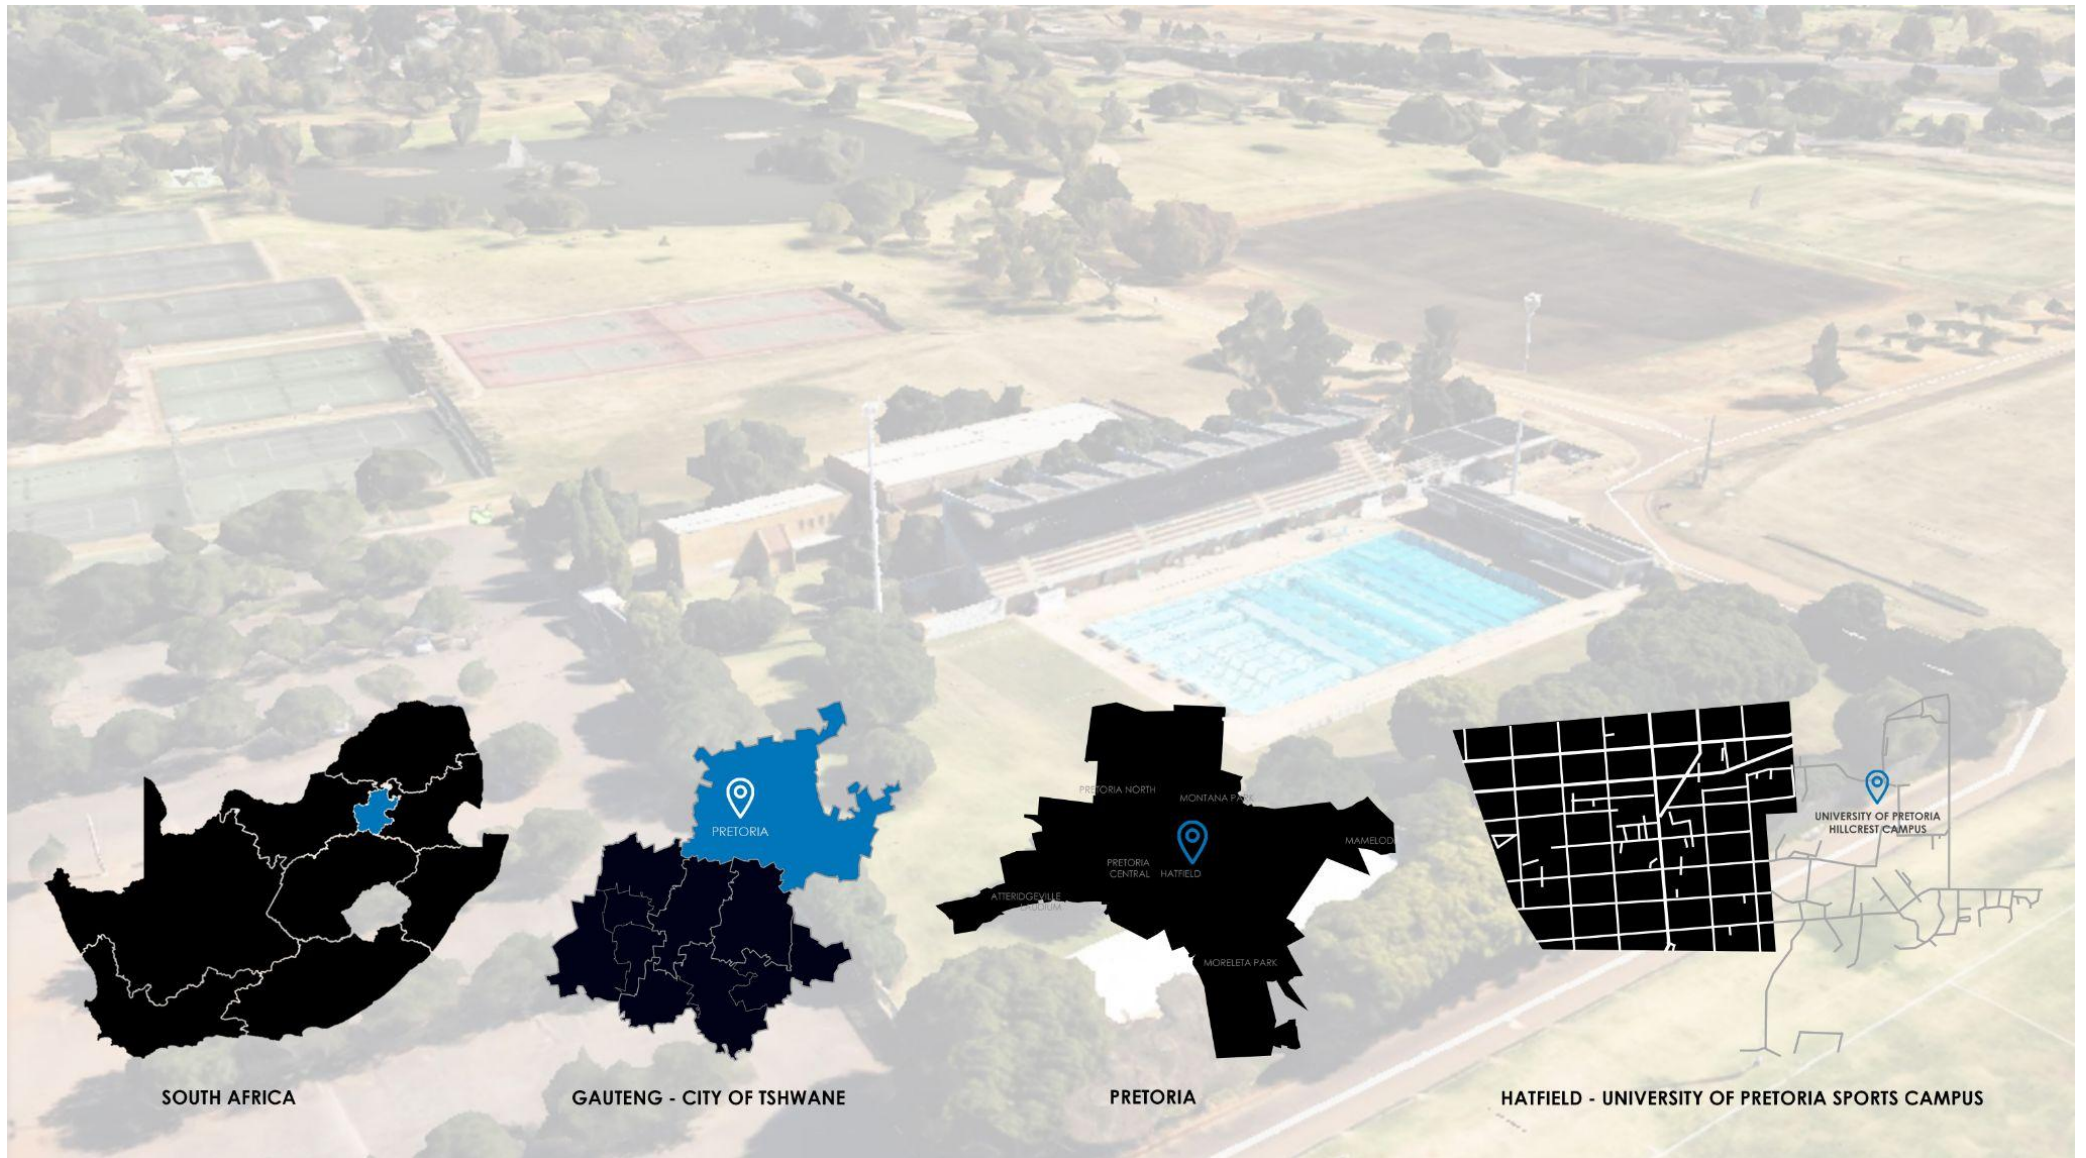 PRETORIA
PRETORIA NORTH
MONTANA PARK
MAMELODI
PRETORIA
CENTRAL
HATFIELD
ATTERIDGEVILLE
LAUDIUM
MORELETA PARK
UNIVERSITY OF PRETORIA
HILLCREST CAMPUS
SOUTH AFRICA
GAUTENG - CITY OF TSHWANE
PRETORIA
HATFIELD - UNIVERSITY OF PRETORIA SPORTS CAMPUS